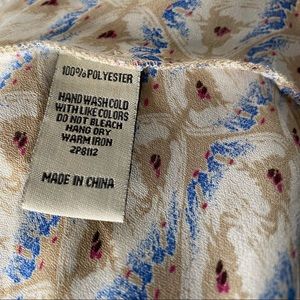 100% POLYESTER
HAND WASH COLD
WITH LIKE COLORS
DO NOT BLEACH
HANG DRY
WARM IRON
2P8112
MADE IN CHINA